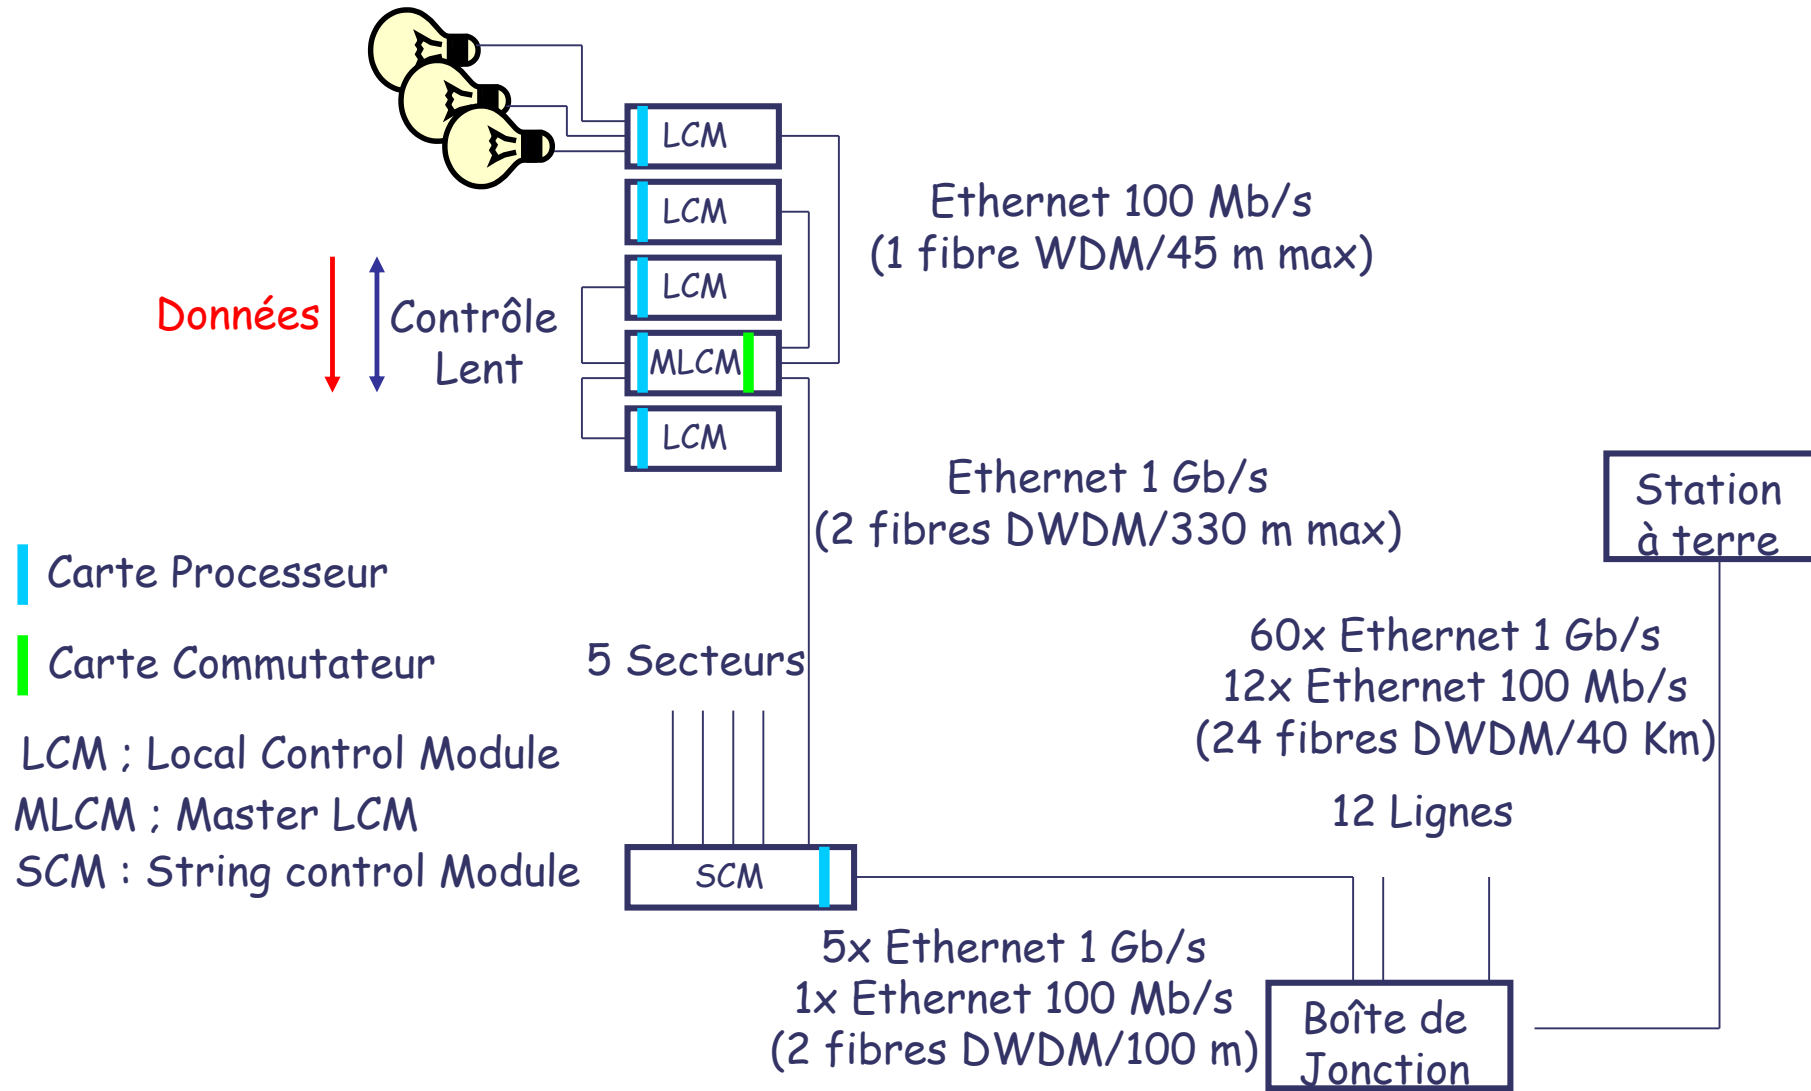 LCM
LCM
LCM
MLCM
LCM
Ethernet 100 Mb/s
(1 fibre WDM/45 m max)
Données
Contrôle
Lent
Ethernet 1 Gb/s
(2 fibres DWDM/330 m max)
Station
à terre
Carte Processeur
Carte Commutateur
5 Secteurs
60x Ethernet 1 Gb/s
12x Ethernet 100 Mb/s
(24 fibres DWDM/40 Km)
LCM ; Local Control Module
MLCM ; Master LCM
SCM : String control Module
12 Lignes
SCM
5x Ethernet 1 Gb/s
1x Ethernet 100 Mb/s
(2 fibres DWDM/100 m)
Boîte de
Jonction